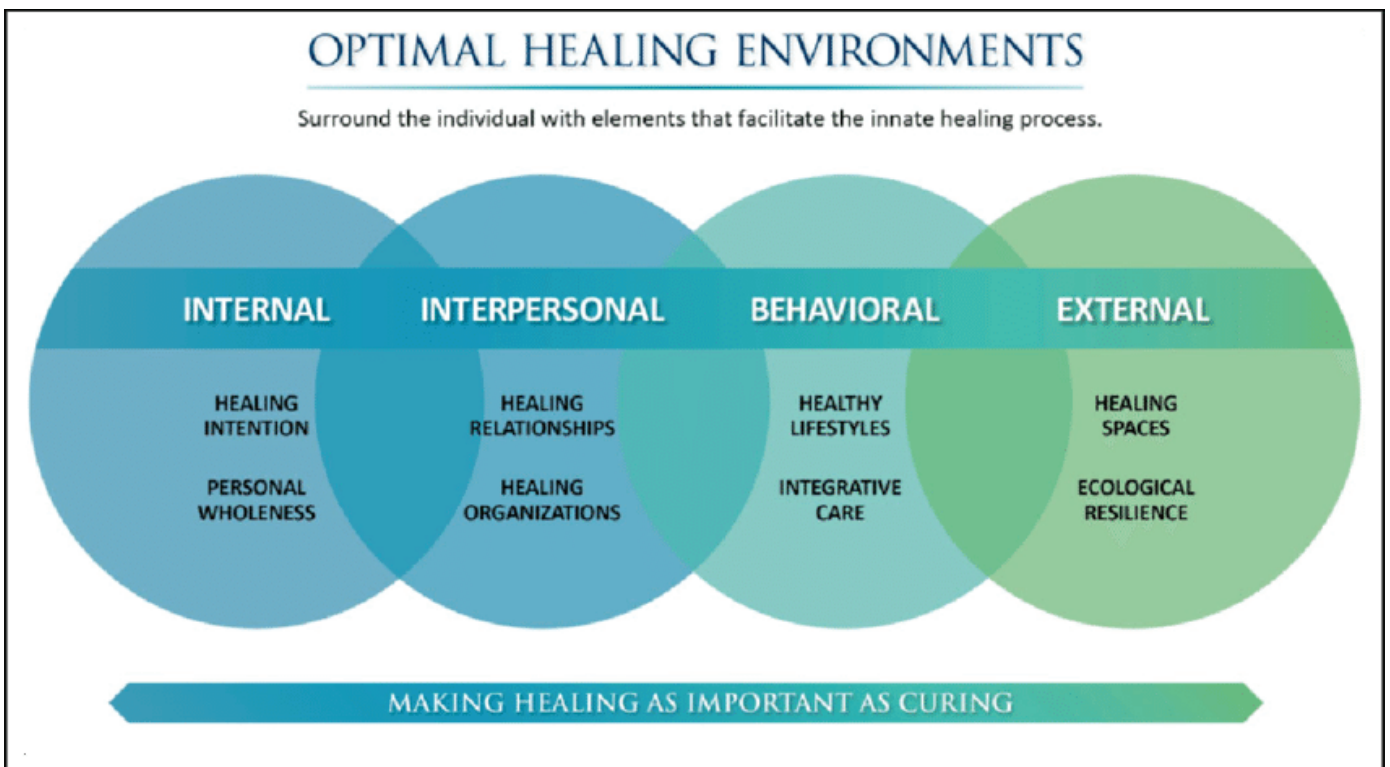 OPTIMAL HEALING ENVIRONMENTS
Surround the individual with elements that facilitate the innate healing process.
INTERNAL
HEALING
INTENTION
PERSONAL
WHOLENESS
INTERPERSONAL
HEALING
RELATIONSHIPS
HEALING
ORGANIZATIONS
BEHAVIORAL
HEALTHY
LIFESTYLES
INTEGRATIVE
CARE
EXTERNAL
HEALING
SPACES
ECOLOGICAL
RESILIENCE
MAKING HEALING AS IMPORTANT AS CURING